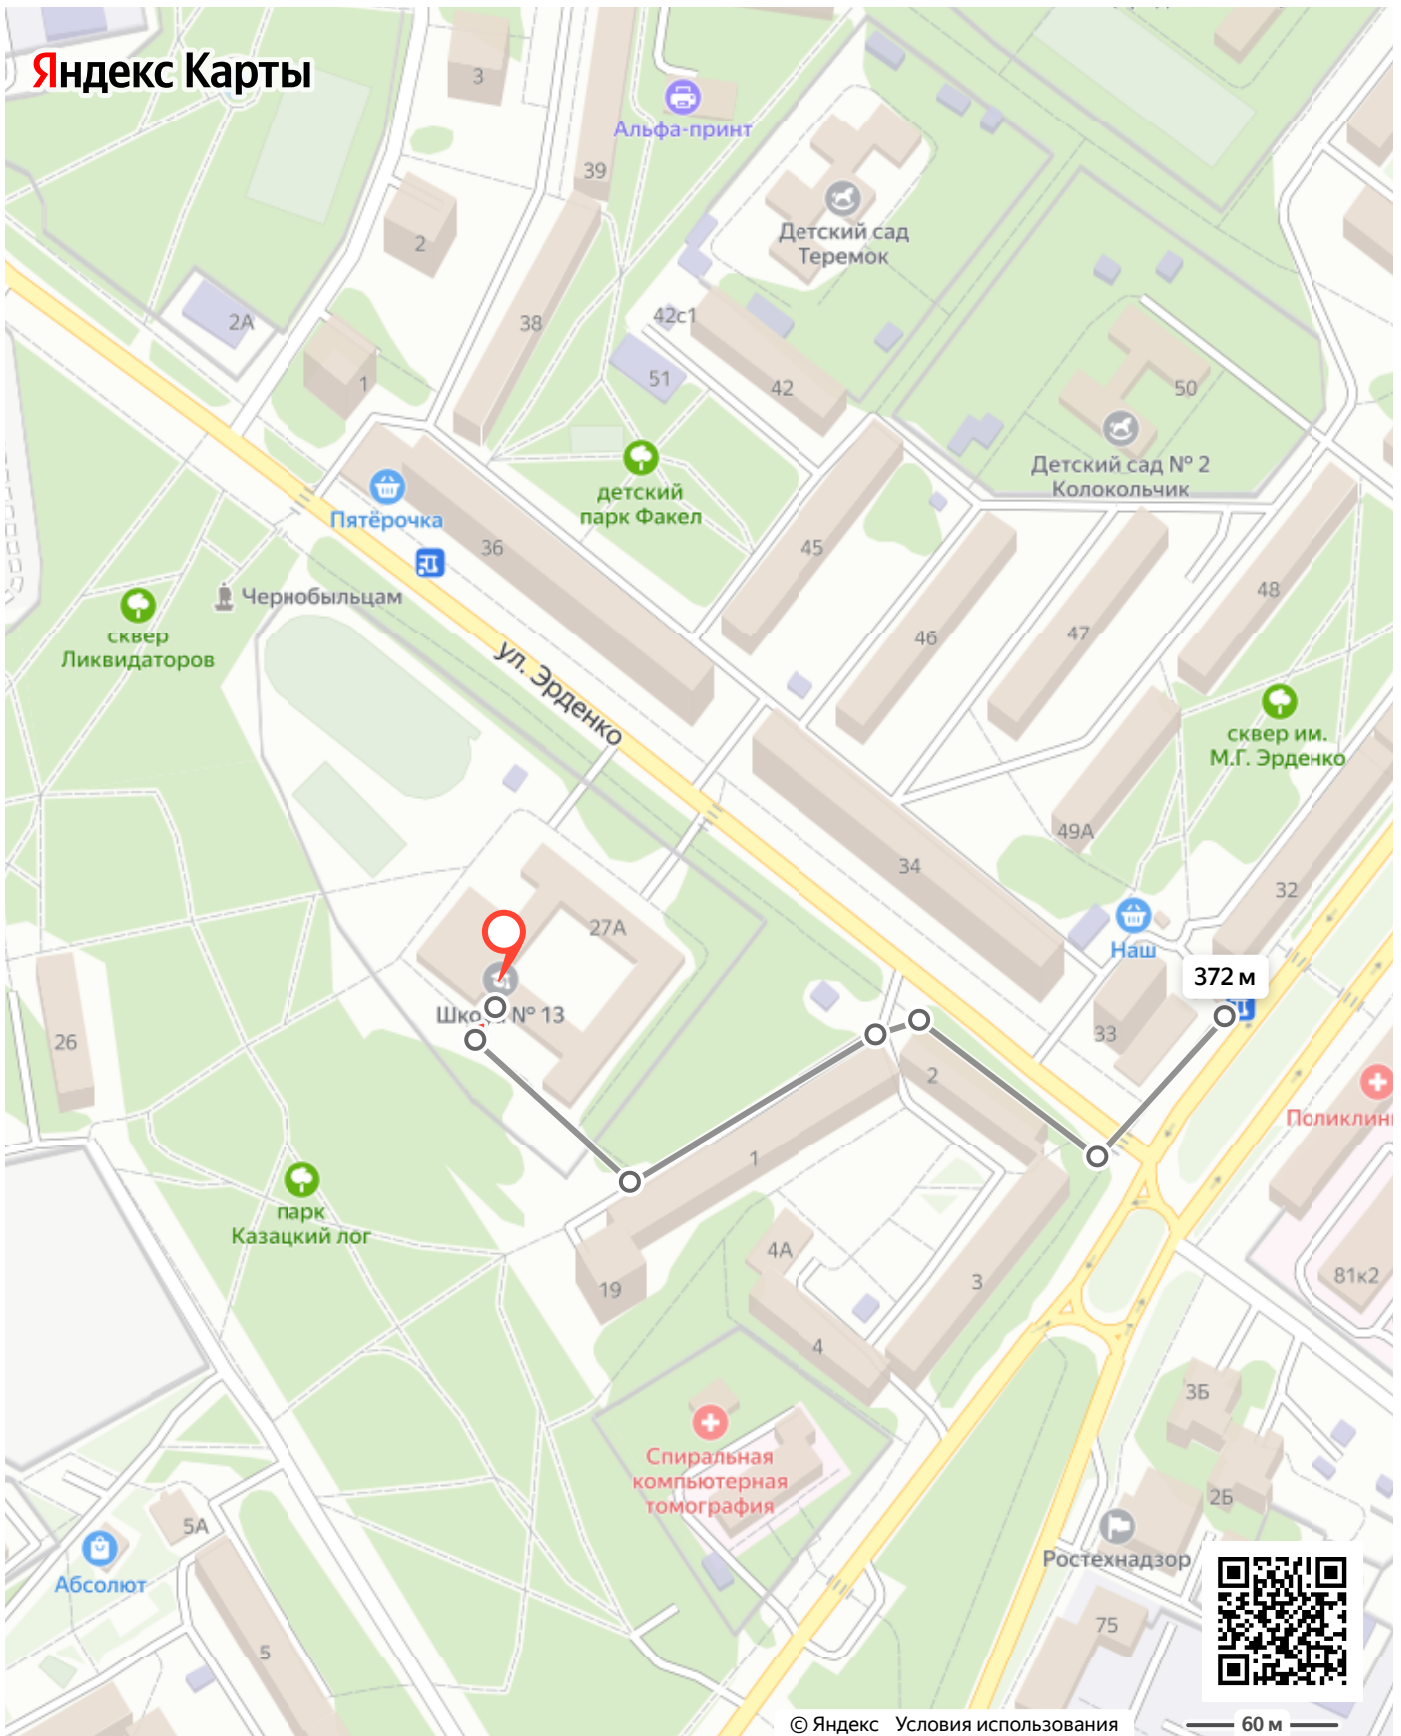 Яндекс Карты
3
Альфа-принт
39
Детский сад
Теремок
2
42с1
2А
38
51
42
1
50
Детский сад № 2
Колокольчик
детский
парк Факел
Пятёрочка
36
45
48
Чернобыльцам
46
47
сквер
Ликвидаторов
ул. Эрденко
сквер им.
М.Г. Эрденко
49А
34
32
27А
Наш
372 м
Школа № 13
26
33
2
Поликлин
1
парк
Казацкий лог
4А
19
3
81к2
4
3Б
Спиральная
компьютерная
томография
2Б
5А
Ростехнадзор
Абсолют
75
5
© Яндекс Условия использования
60 м